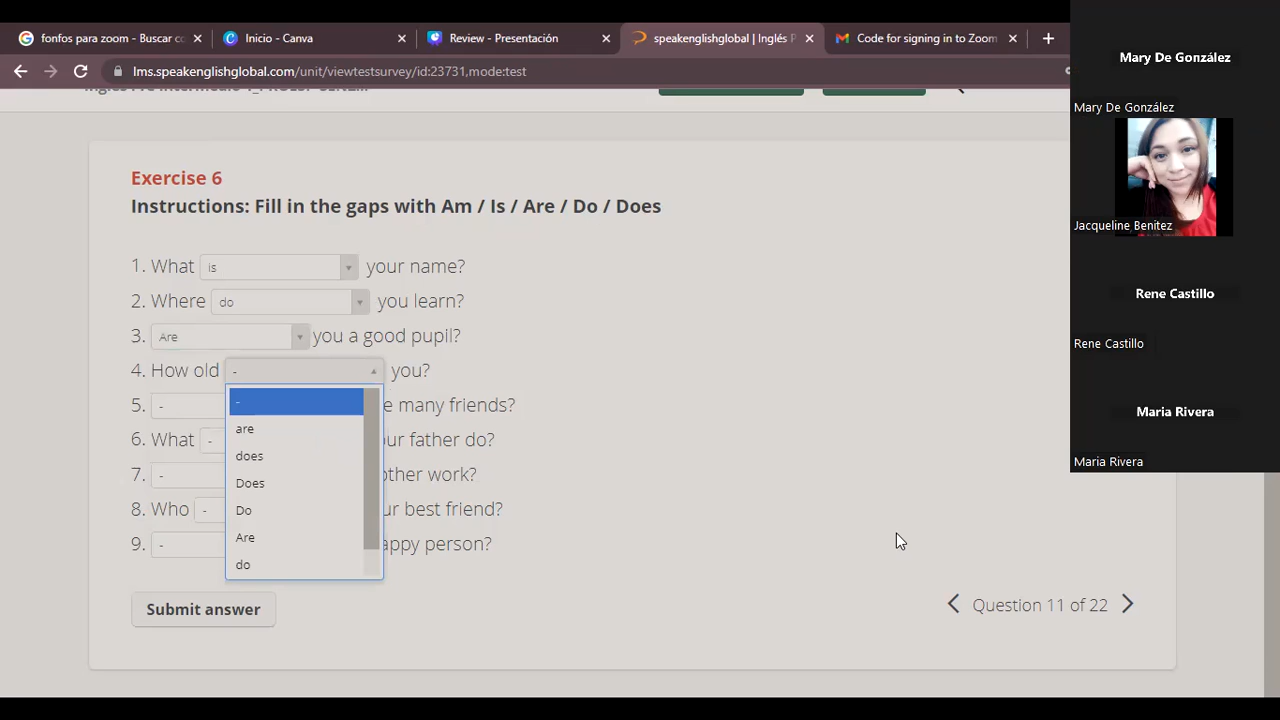 fonfos para zoom - Buscar co
Inicio - Canva
Review - Presentación
speakenglishglobal | Inglés P
Code for signing in to Zoom
lms.speakenglishglobal.com/unit/viewtestsurvey/id:23731,mode:test
Exercise 6
Instructions: Fill in the gaps with Am / Is / Are / Do / Does
1. What is your name?
2. Where do you learn?
3. Are you a good pupil?
4. How old - you?
5. - e many friends?
6. What - ur father do?
7. - other work?
8. Who - ur best friend?
9. - appy person?
-
are
does
Does
Do
Are
do
Submit answer
Question 11 of 22
Mary De González
Mary De González
Jacqueline Benitez
Rene Castillo
Rene Castillo
Maria Rivera
Maria Rivera